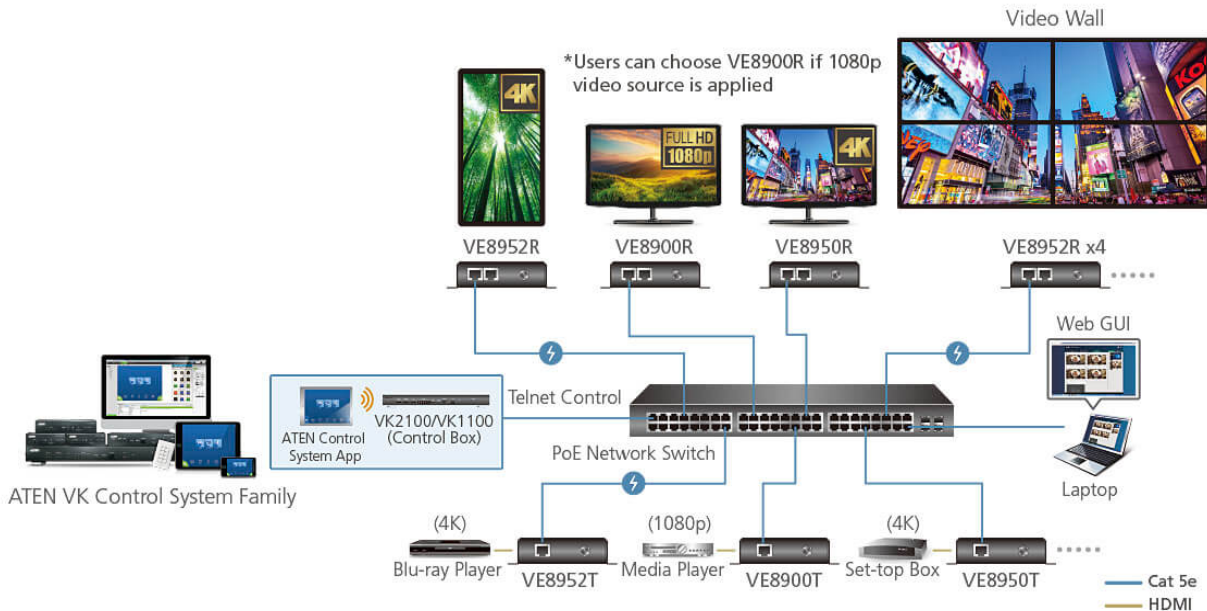 Video Wall
*Users can choose VE8900R if 1080p
video source is applied
4K
FULL HD
1080p
4K
VE8952R
VE8900R
VE8950R
VE8952R x4
Web GUI
Telnet Control
VK2100/VK1100
(Control Box)
ATEN Control
System App
PoE Network Switch
ATEN VK Control System Family
Laptop
(4K)
(1080p)
(4K)
Blu-ray Player
VE8952T
Media Player
VE8900T
Set-top Box
VE8950T
Cat 5e
HDMI